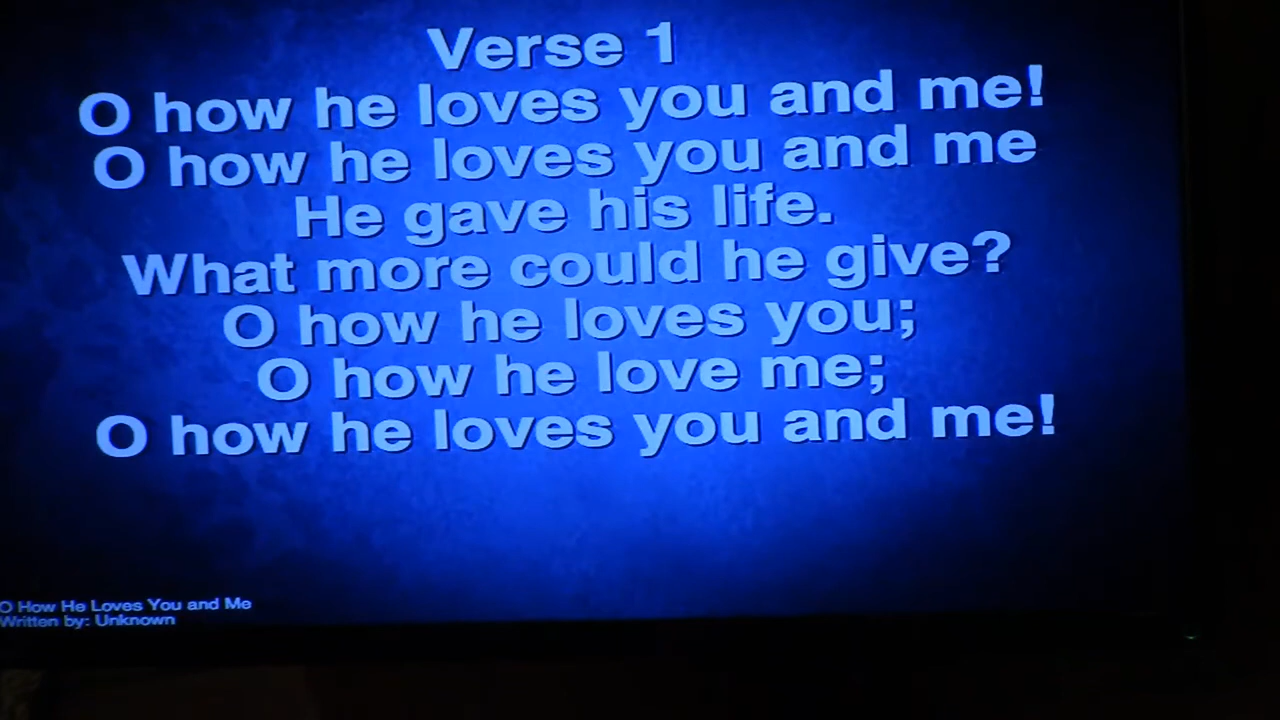 Verse 1
O how he loves you and me!
O how he loves you and me
He gave his life.
What more could he give?
O how he loves you;
O how he love me;
O how he loves you and me!
O How He Loves You and Me
Written by: Unknown